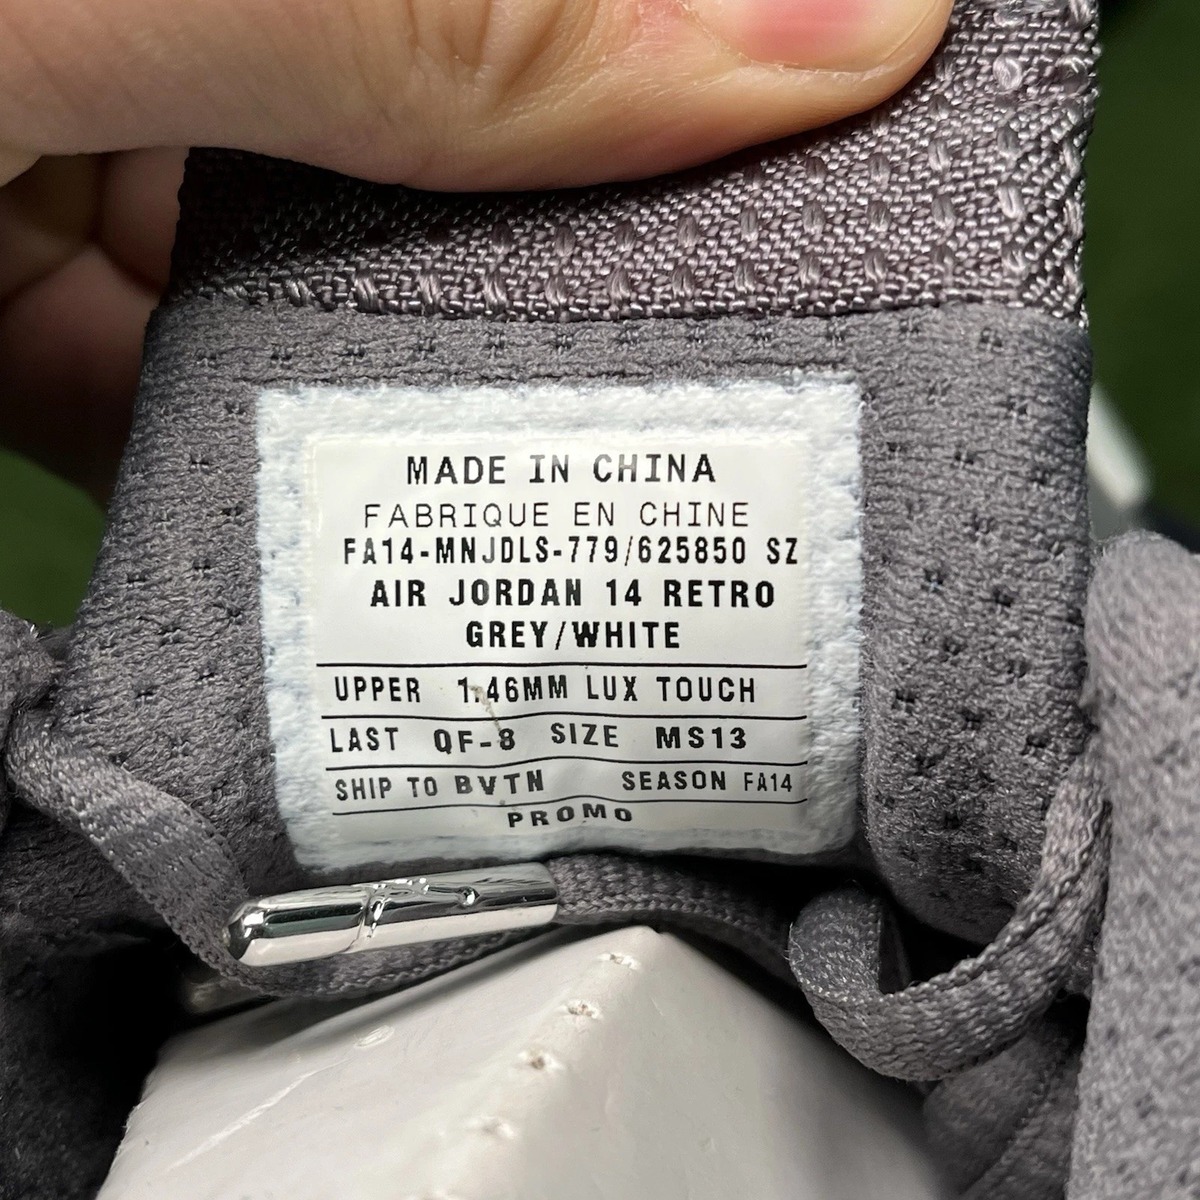 MADE IN CHINA
FABRIQUE EN CHINE
FA14-MNJDLS-779/625850 SZ
AIR JORDAN 14 RETRO
GREY/WHITE
UPPER 1.46MM LUX TOUCH
LAST QF-8 SIZE MS13
SHIP TO BVTN SEASON FA14
PROMO